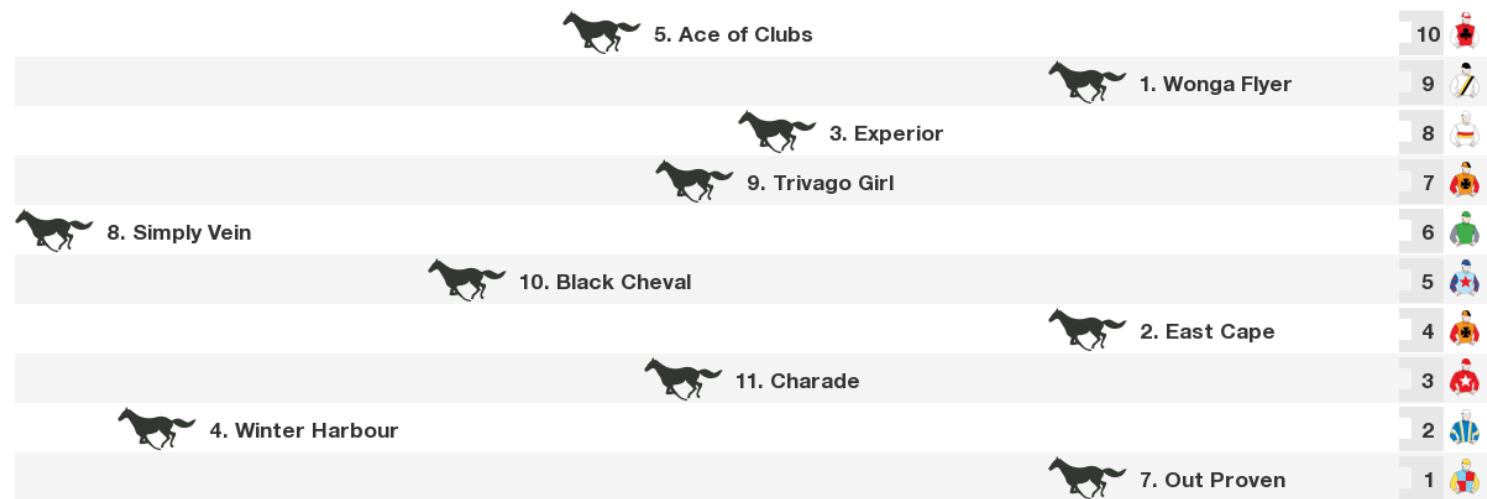 5. Ace of Clubs 10
1. Wonga Flyer 9
3. Experior 8
9. Trivago Girl 7
8. Simply Vein 6
10. Black Cheval 5
2. East Cape 4
11. Charade 3
4. Winter Harbour 2
7. Out Proven 1